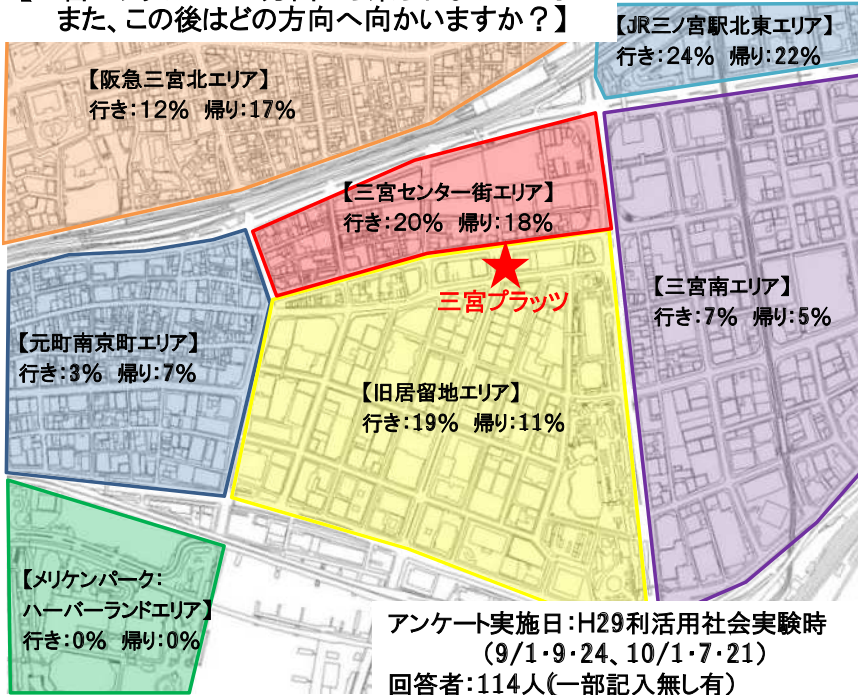 また、この後はどの方向へ向かいますか？】
【JR三ノ宮駅北東エリア】
行き：24%　帰り：22%
【阪急三宮北エリア】
行き：12%　帰り：17%
【三宮センター街エリア】
行き：20%　帰り：18%
三宮プラッツ
【三宮南エリア】
行き：7%　帰り：5%
【元町南京町エリア】
行き：3%　帰り：7%
【旧居留地エリア】
行き：19%　帰り：11%
【メリケンパーク：
ハーバーランドエリア】
行き：0%　帰り：0%
アンケート実施日：H29利活用社会実験時
（9/1・9・24、10/1・7・21）
回答者：114人(一部記入無し有）